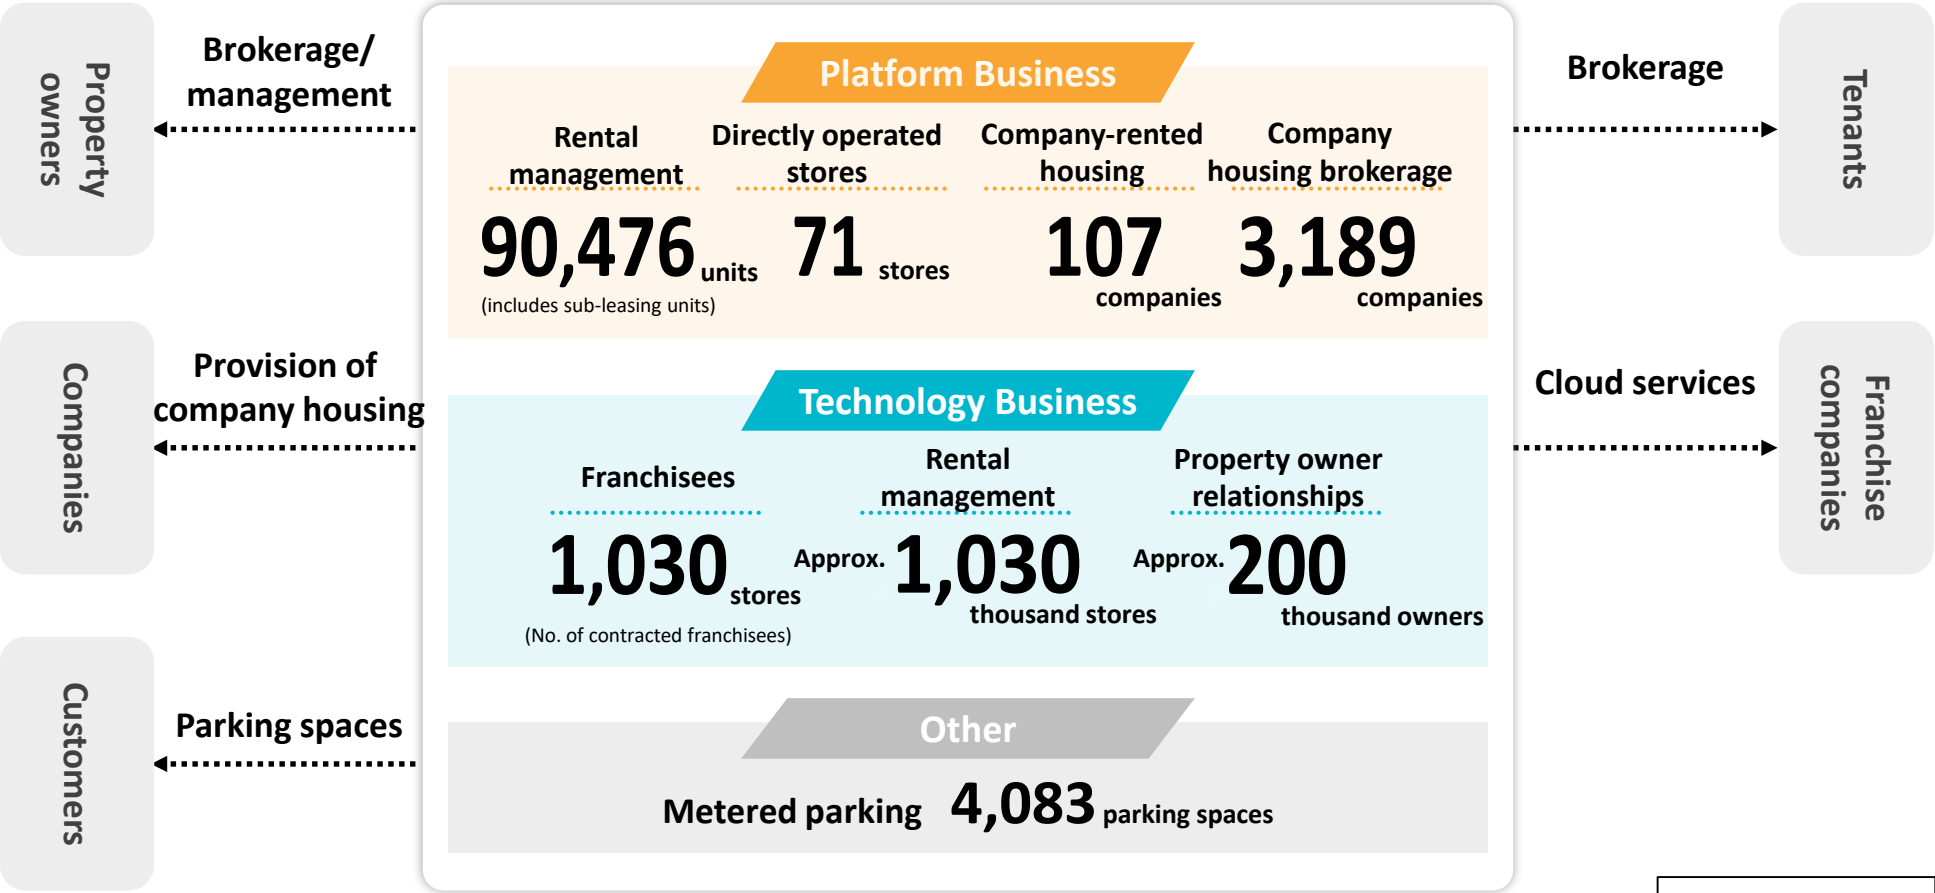 Property
owners
Brokerage/
management
Companies
Provision of
company housing
Customers
Parking spaces
Platform Business
Rental
management
90,476 units
(includes sub-leasing units)
Directly operated
stores
71 stores
Company-rented
housing
107
companies
Company
housing brokerage
3,189
companies
Technology Business
Franchisees
1,030 stores
(No. of contracted franchisees)
Rental
management
Approx. 1,030
thousand stores
Property owner
relationships
Approx. 200
thousand owners
Other
Metered parking 4,083 parking spaces
Brokerage
Tenants
Cloud services
Franchise
companies